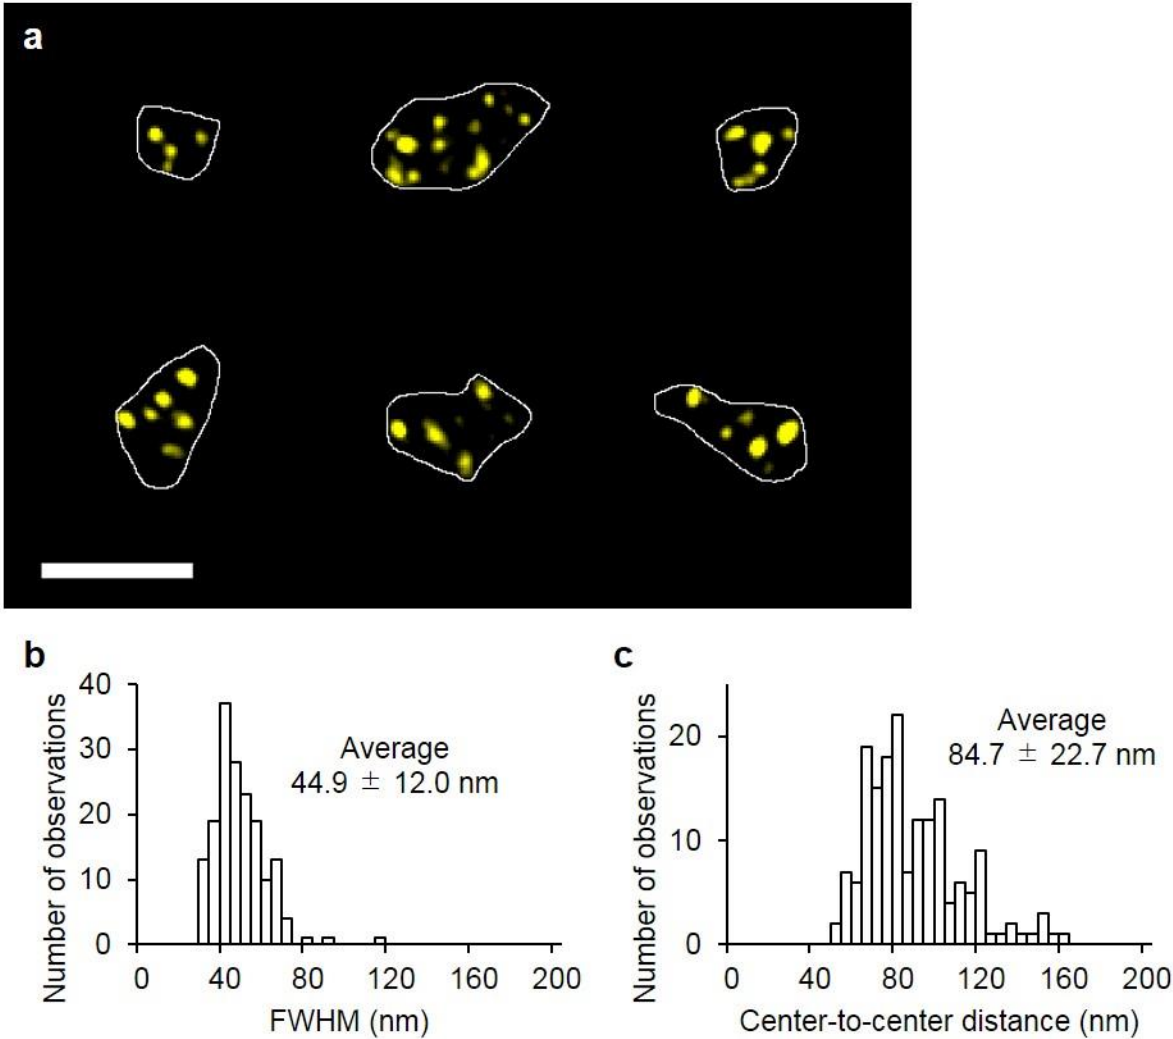 a
b
Number of observations
40
30
20
10
0
Average
44.9 ± 12.0 nm
0 40 80 120 160 200
FWHM (nm)
c
Number of observations
20
10
0
Average
84.7 ± 22.7 nm
0 40 80 120 160 200
Center-to-center distance (nm)